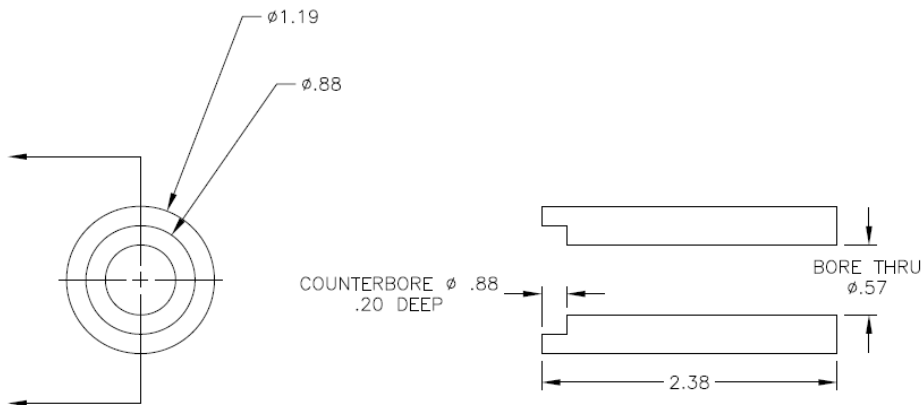 ø1.19
ø.88
COUNTERBORE ø .88
.20 DEEP
BORE THRU
ø.57
2.38